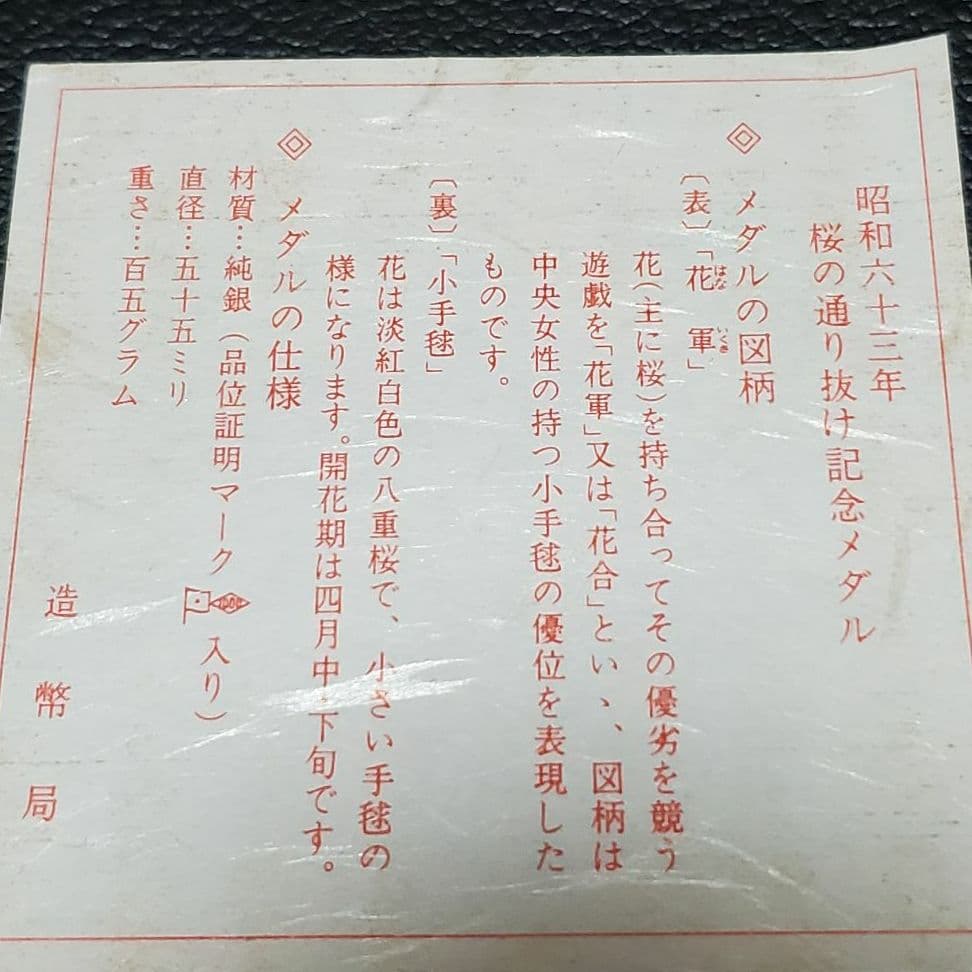 昭和六十三年
桜の通り抜け記念メダル
◈ メダルの図柄
〔表〕「花軍」
はな いくさ
花(主に桜)を持ち合ってその優劣を競う
遊戯を「花軍」又は「花合」とい丶、図柄は
中央女性の持つ小手毬の優位を表現した
ものです。
〔裏〕「小手毬」
花は淡紅白色の八重桜で、小さい手毬の
様になります。開花期は四月中・下旬です。
◈ メダルの仕様
材質…純銀(品位証明マーク 1000 入り)
直径…五十五ミリ
重さ…百五グラム
造幣局